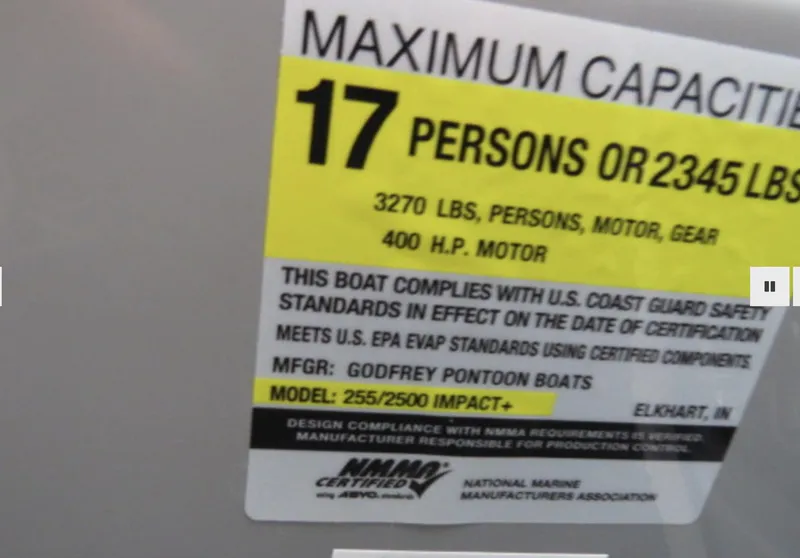 MAXIMUM CAPACITIE
17 PERSONS OR 2345 LBS
3270 LBS, PERSONS, MOTOR, GEAR
400 H.P. MOTOR
THIS BOAT COMPLIES WITH U.S. COAST GUARD SAFETY
STANDARDS IN EFFECT ON THE DATE OF CERTIFICATION
MEETS U.S. EPA EVAP STANDARDS USING CERTIFIED COMPONENTS.
MFGR: GODFREY PONTOON BOATS
MODEL: 255/2500 IMPACT+
ELKHART, IN
DESIGN COMPLIANCE WITH NMMA REQUIREMENTS IS VERIFIED.
MANUFACTURER RESPONSIBLE FOR PRODUCTION CONTROL.
NMMA®
CERTIFIED
using ABYC standards
NATIONAL MARINE
MANUFACTURERS ASSOCIATION